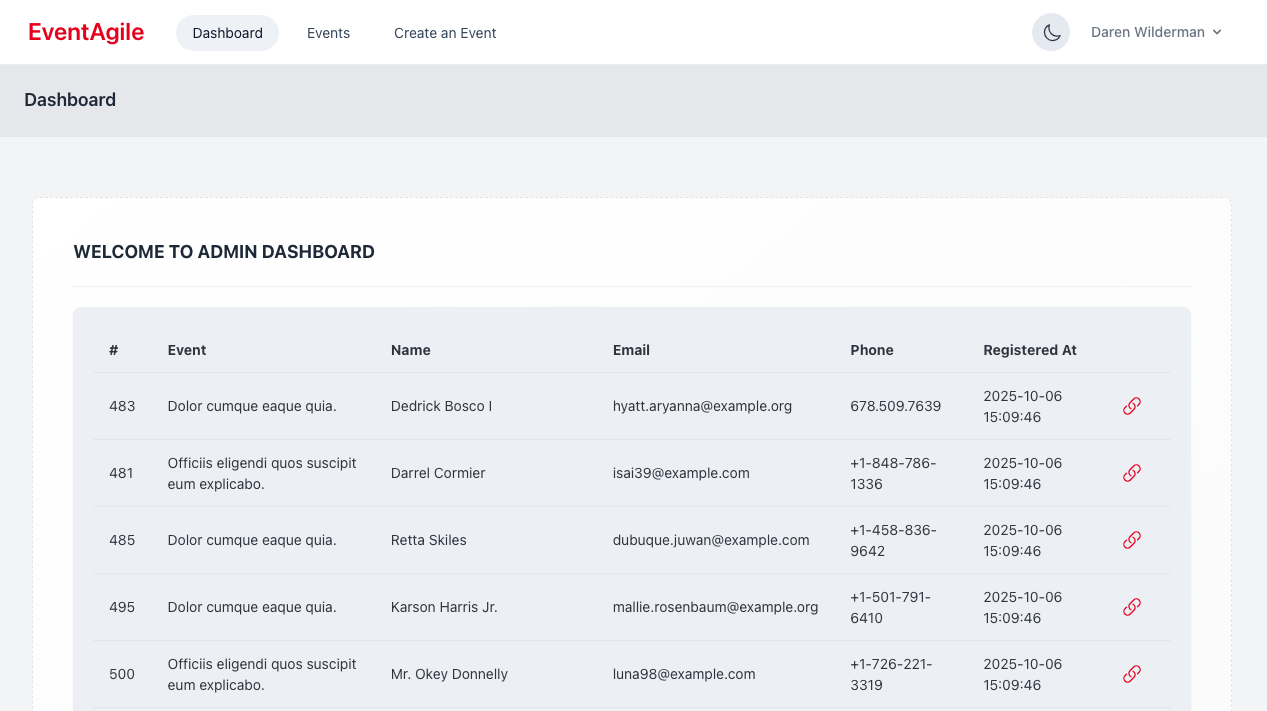 EventAgile
Dashboard
Events
Create an Event
Daren Wilderman
Dashboard
WELCOME TO ADMIN DASHBOARD
# Event Name Email Phone Registered At
483 Dolor cumque eaque quia. Dedrick Bosco I hyatt.aryanna@example.org 678.509.7639 2025-10-06
15:09:46
481 Officiis eligendi quos suscipit Darrel Cormier isai39@example.com +1-848-786- 2025-10-06
eum explicabo. 1336 15:09:46
485 Dolor cumque eaque quia. Retta Skiles dubuque.juwan@example.com +1-458-836- 2025-10-06
9642 15:09:46
495 Dolor cumque eaque quia. Karson Harris Jr. mallie.rosenbaum@example.org +1-501-791- 2025-10-06
6410 15:09:46
500 Officiis eligendi quos suscipit Mr. Okey Donnelly luna98@example.com +1-726-221- 2025-10-06
eum explicabo. 3319 15:09:46